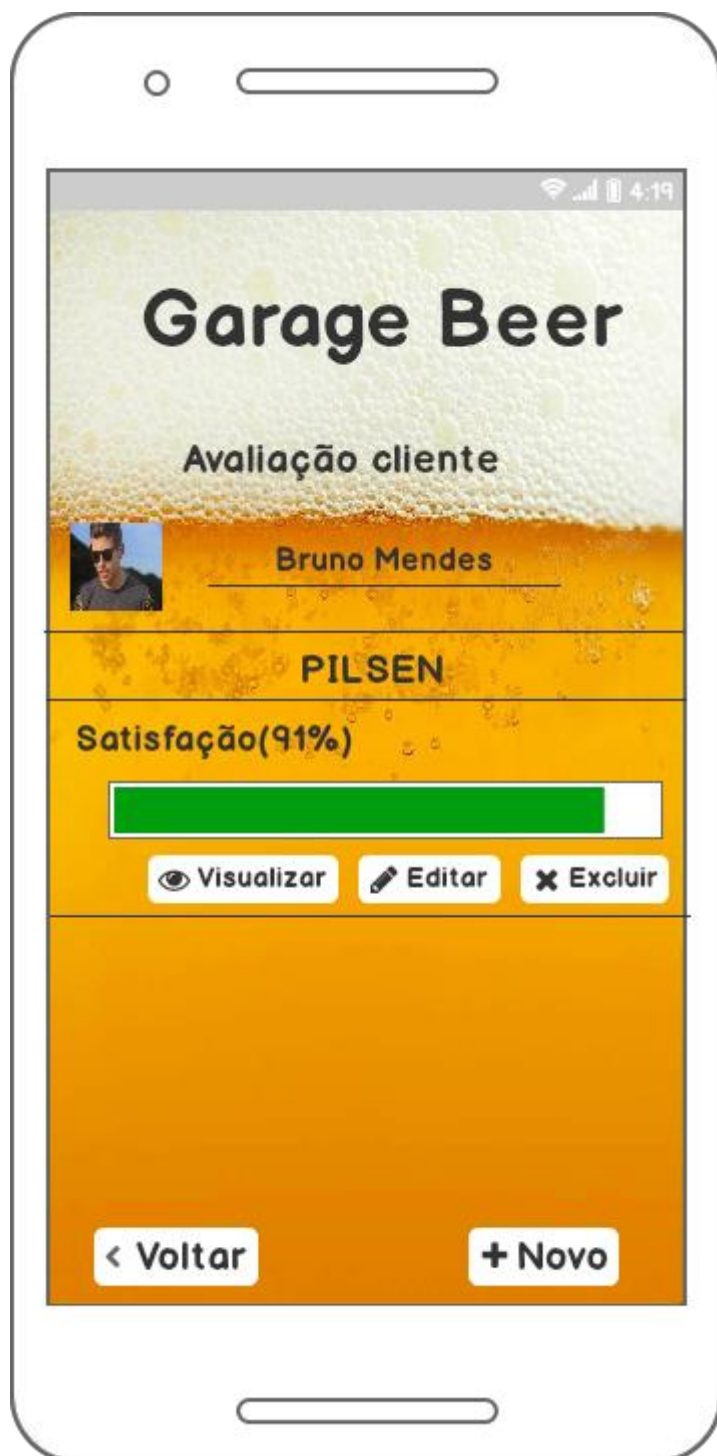 4:19
Garage Beer
Avaliação cliente
Bruno Mendes
PILSEN
Satisfação(91%)
Visualizar Editar Excluir
Voltar Novo